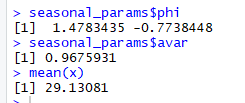 > seasonal_params$phi
[1]  1.4783435 -0.7738448
> seasonal_params$avar
[1] 0.9675931
> mean(x)
[1] 29.13081
>